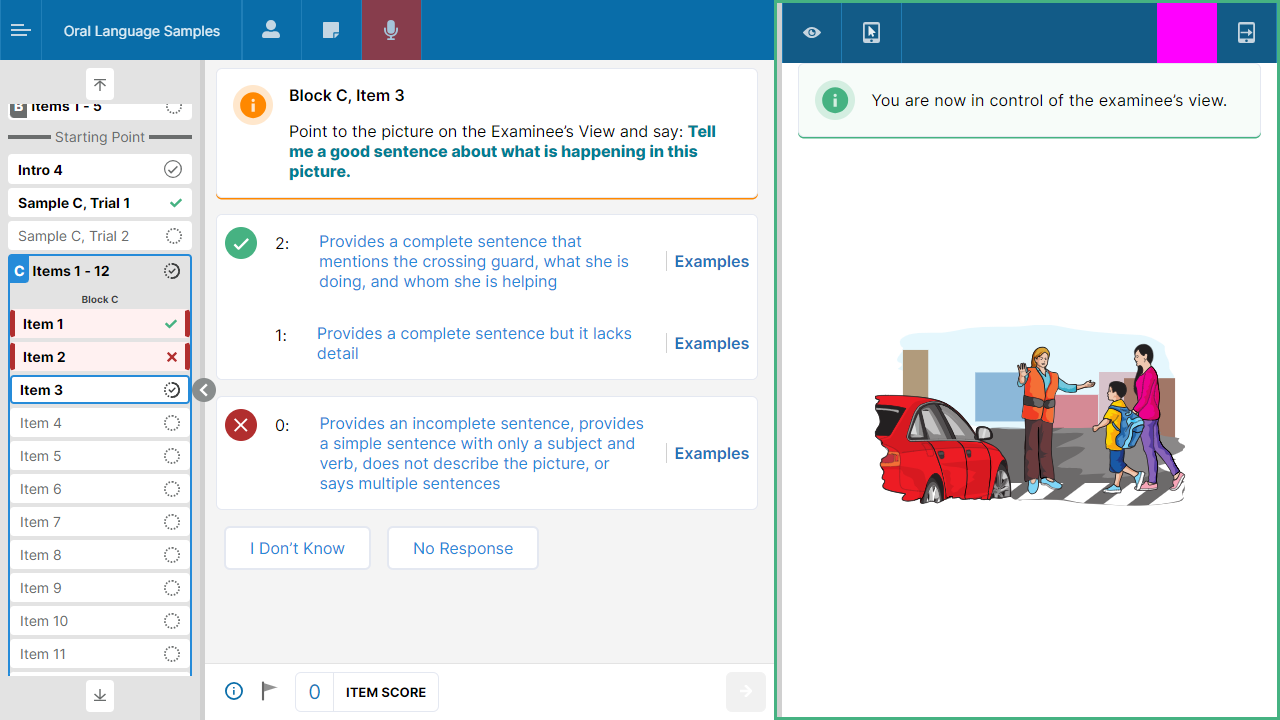 Oral Language Samples
B Items 1 - 5
Starting Point
Intro 4
Sample C, Trial 1
Sample C, Trial 2
C Items 1 - 12
Block C
Item 1
Item 2
Item 3
Item 4
Item 5
Item 6
Item 7
Item 8
Item 9
Item 10
Item 11
Block C, Item 3
Point to the picture on the Examinee’s View and say: Tell
me a good sentence about what is happening in this
picture.
2:
Provides a complete sentence that
mentions the crossing guard, what she is
doing, and whom she is helping
Examples
1:
Provides a complete sentence but it lacks
detail
Examples
0:
Provides an incomplete sentence, provides
a simple sentence with only a subject and
verb, does not describe the picture, or
says multiple sentences
Examples
I Don’t Know
No Response
0 ITEM SCORE
You are now in control of the examinee’s view.